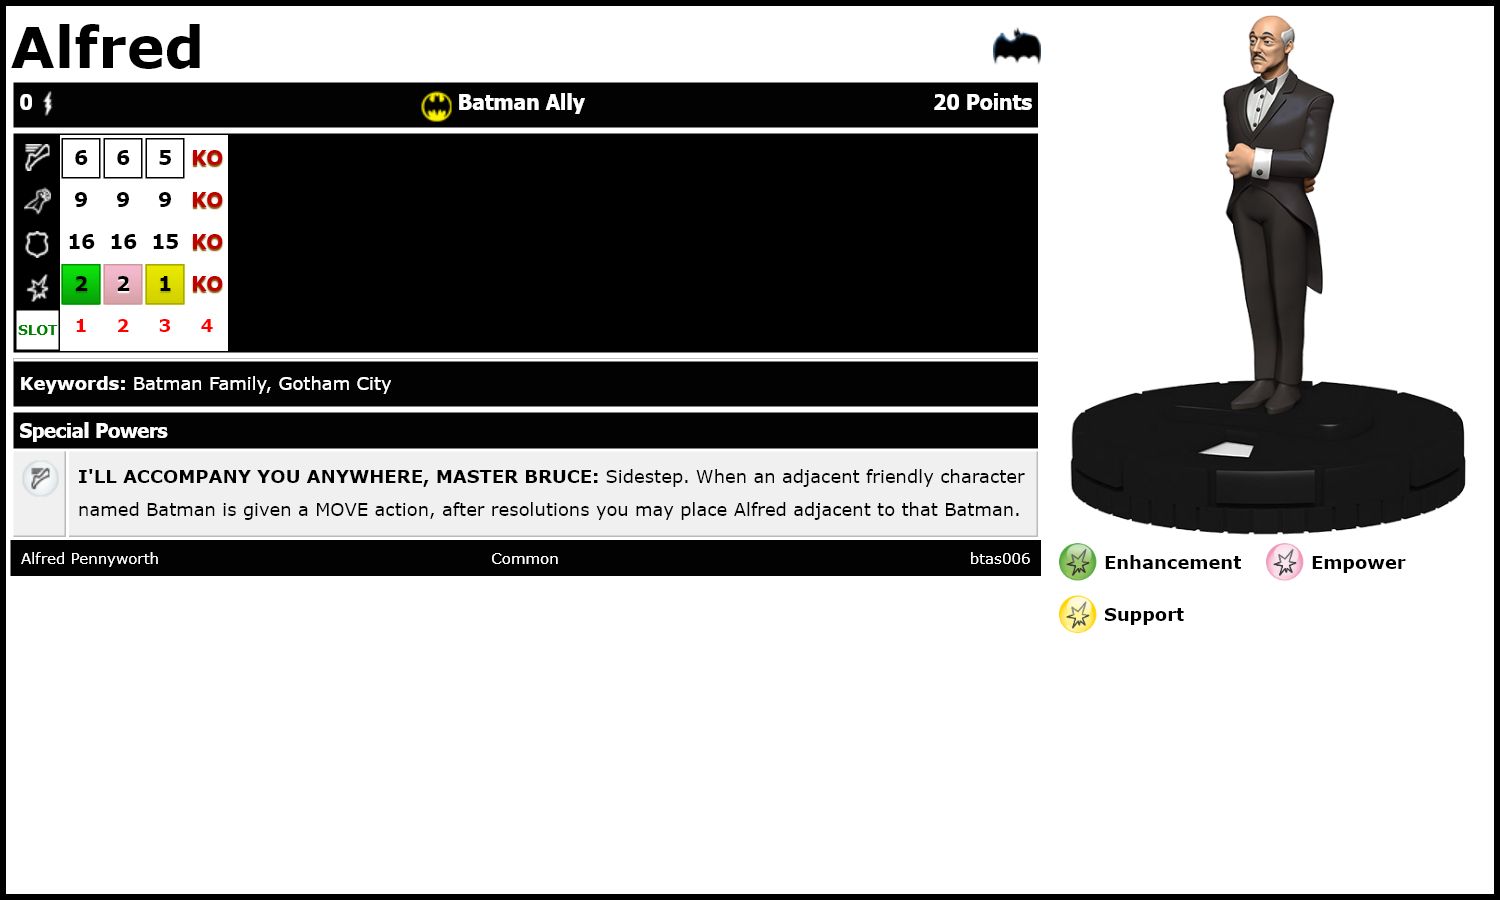 Alfred
0 Batman Ally 20 Points
6 6 5 KO
9 9 9 KO
16 16 15 KO
2 2 1 KO
SLOT 1 2 3 4
Keywords: Batman Family, Gotham City
Special Powers
I'LL ACCOMPANY YOU ANYWHERE, MASTER BRUCE: Sidestep. When an adjacent friendly character
named Batman is given a MOVE action, after resolutions you may place Alfred adjacent to that Batman.
Alfred Pennyworth Common btas006
Enhancement Empower
Support